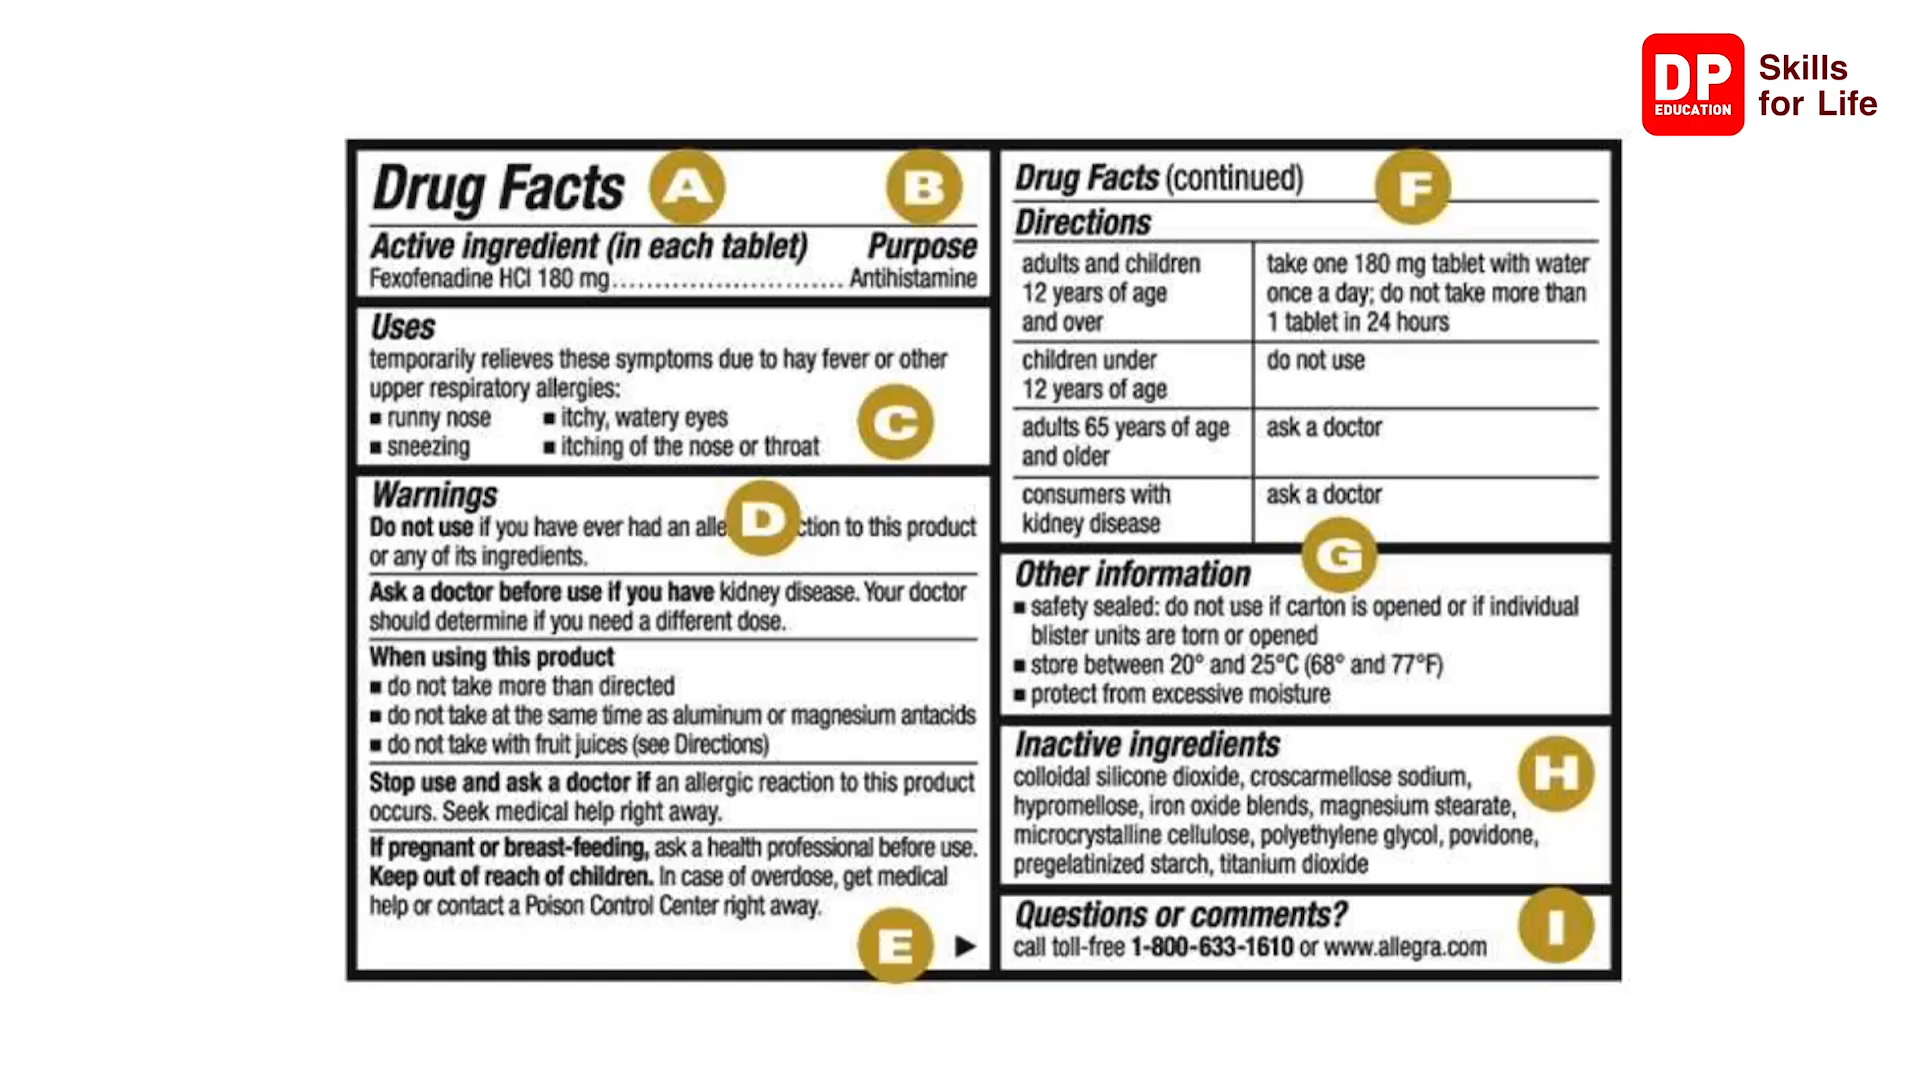 DP
EDUCATION
Skills
for Life
Drug Facts
A
B
Active ingredient (in each tablet) Purpose
Fexofenadine HCl 180 mg............................ Antihistamine
Uses
temporarily relieves these symptoms due to hay fever or other
upper respiratory allergies:
■ runny nose ■ itchy, watery eyes
■ sneezing ■ itching of the nose or throat
C
Warnings
D
Do not use if you have ever had an alle ction to this product
or any of its ingredients.
Ask a doctor before use if you have kidney disease. Your doctor
should determine if you need a different dose.
When using this product
■ do not take more than directed
■ do not take at the same time as aluminum or magnesium antacids
■ do not take with fruit juices (see Directions)
Stop use and ask a doctor if an allergic reaction to this product
occurs. Seek medical help right away.
If pregnant or breast-feeding, ask a health professional before use.
Keep out of reach of children. In case of overdose, get medical
help or contact a Poison Control Center right away.
E
Drug Facts (continued)
F
Directions
adults and children take one 180 mg tablet with water
12 years of age once a day; do not take more than
and over 1 tablet in 24 hours
children under do not use
12 years of age
adults 65 years of age ask a doctor
and older
consumers with ask a doctor
kidney disease
G
Other information
■ safety sealed: do not use if carton is opened or if individual
blister units are torn or opened
■ store between 20° and 25°C (68° and 77°F)
■ protect from excessive moisture
Inactive ingredients
H
colloidal silicone dioxide, croscarmellose sodium,
hypromellose, iron oxide blends, magnesium stearate,
microcrystalline cellulose, polyethylene glycol, povidone,
pregelatinized starch, titanium dioxide
Questions or comments?
I
call toll-free 1-800-633-1610 or www.allegra.com